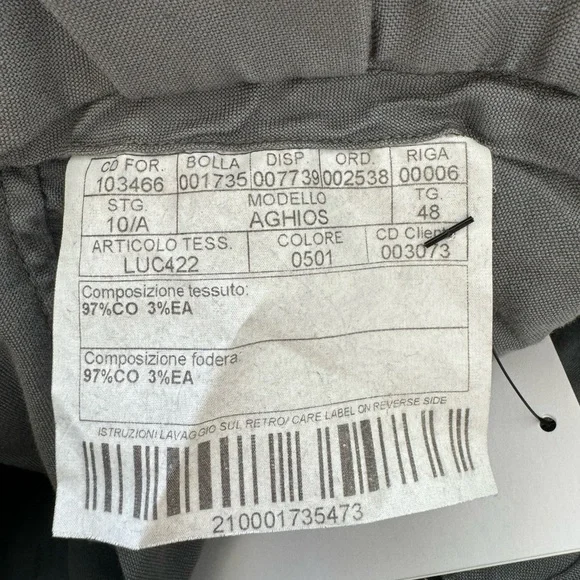 CD FOR. BOLLA DISP. ORD. RIGA
103466 001735 007739 002538 00006
STG. MODELLO TG.
10/A AGHIOS 48
ARTICOLO TESS. COLORE CD Cliente
LUC422 0501 003073
Composizione tessuto:
97%CO 3%EA
Composizione fodera
97%CO 3%EA
ISTRUZIONI LAVAGGIO SUL RETRO/ CARE LABEL ON REVERSE SIDE
210001735473